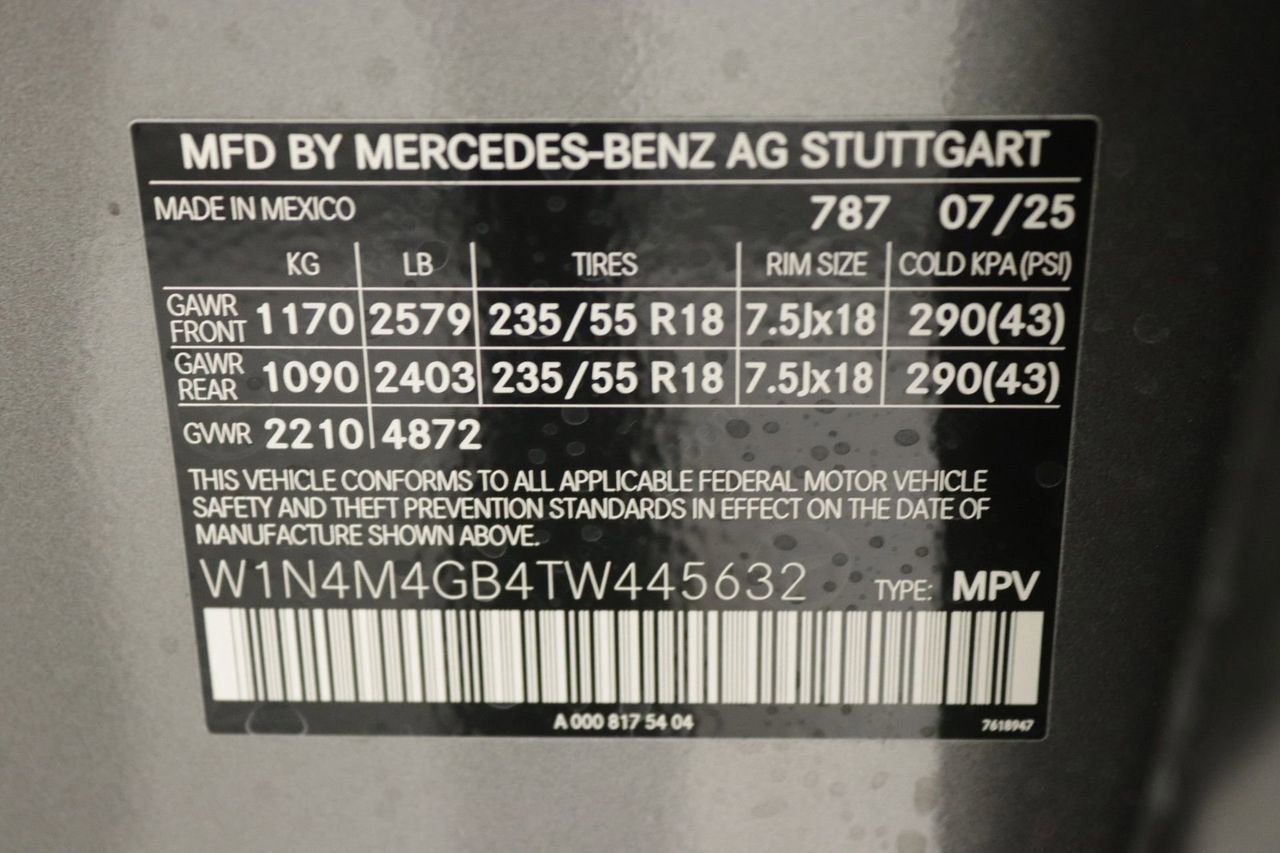 MFD BY MERCEDES-BENZ AG STUTTGART
MADE IN MEXICO 787 07/25
KG LB TIRES RIM SIZE COLD KPA (PSI)
GAWR FRONT 1170 2579 235/55 R18 7.5Jx18 290(43)
GAWR REAR 1090 2403 235/55 R18 7.5Jx18 290(43)
GVWR 2210 4872
THIS VEHICLE CONFORMS TO ALL APPLICABLE FEDERAL MOTOR VEHICLE
SAFETY AND THEFT PREVENTION STANDARDS IN EFFECT ON THE DATE OF
MANUFACTURE SHOWN ABOVE.
W1N4M4GB4TW445632 TYPE: MPV
A 000 817 54 04 7618947